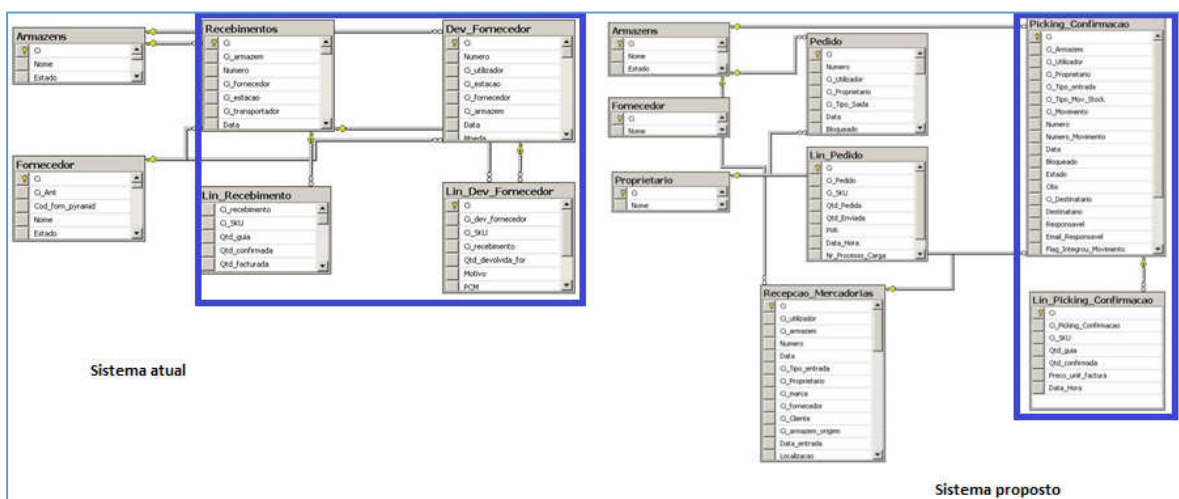 Armazens
Ci
Nome
Estado
Recebimentos
Ci
Ci_armazem
Numero
Ci_fornecedor
Ci_estacao
Ci_transportador
Data
Dev_Fornecedor
Ci
Numero
Ci_utilizador
Ci_estacao
Ci_fornecedor
Ci_armazem
Data
Moeda
Fornecedor
Ci
Ci_Ant
Cod_forn_pyramid
Nome
Estado
Lin_Recebimento
Ci_recebimento
Ci_SKU
Qtd_guia
Qtd_confirmada
Qtd_facturada
Lin_Dev_Fornecedor
Ci
Ci_dev_fornecedor
Ci_SKU
Ci_recebimento
Qtd_devolvida_for
Motivo
PCM
Sistema atual
Armazens
Ci
Nome
Estado
Fornecedor
Ci
Nome
Proprietario
Ci
Nome
Pedido
Ci
Numero
Ci_Utilizador
Ci_Proprietario
Ci_Tipo_Saida
Data
Bloqueado
Lin_Pedido
Ci
Ci_Pedido
Ci_SKU
Qtd_Pedida
Qtd_Enviada
PVR
Data_Hora
Nr_Processo_Carga
Recepcao_Mercadorias
Ci
Ci_utilizador
Ci_armazem
Numero
Data
Ci_Tipo_entrada
Ci_Proprietario
Ci_marca
Ci_fornecedor
Ci_Cliente
Ci_armazem_origem
Data_entrada
Localizacao
Picking_Confirmacao
Ci
Ci_Armazem
Ci_Utilizador
Ci_Proprietario
Ci_Tipo_entrada
Ci_Tipo_Mov_Stock
Ci_Movimento
Numero
Numero_Movimento
Data
Bloqueado
Estado
Obs
Ci_Destinatario
Destinatario
Responsavel
Email_Responsavel
Flag_Integrou_Movimento
Lin_Picking_Confirmacao
Ci
Ci_Picking_Confirmacao
Ci_SKU
Qtd_guia
Qtd_confirmada
Preco_unit_factura
Data_Hora
Sistema proposto